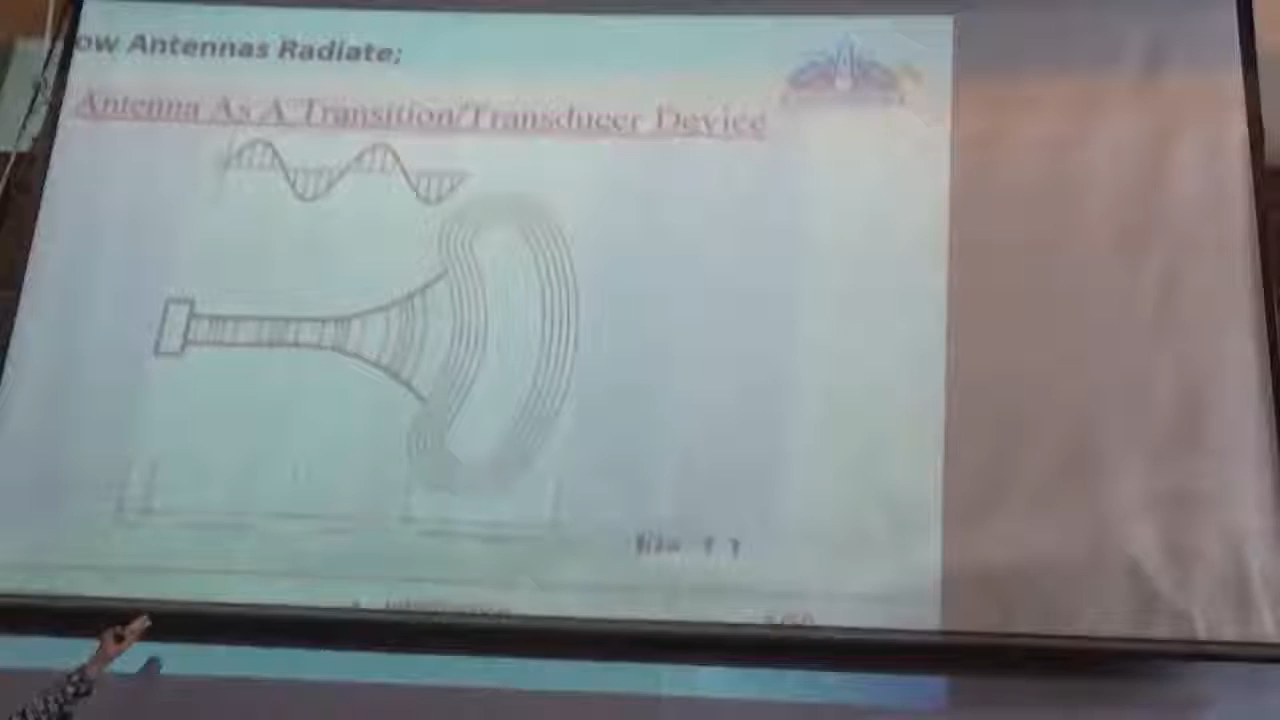 ow Antennas Radiate;
Antenna As A Transition/Transducer Device